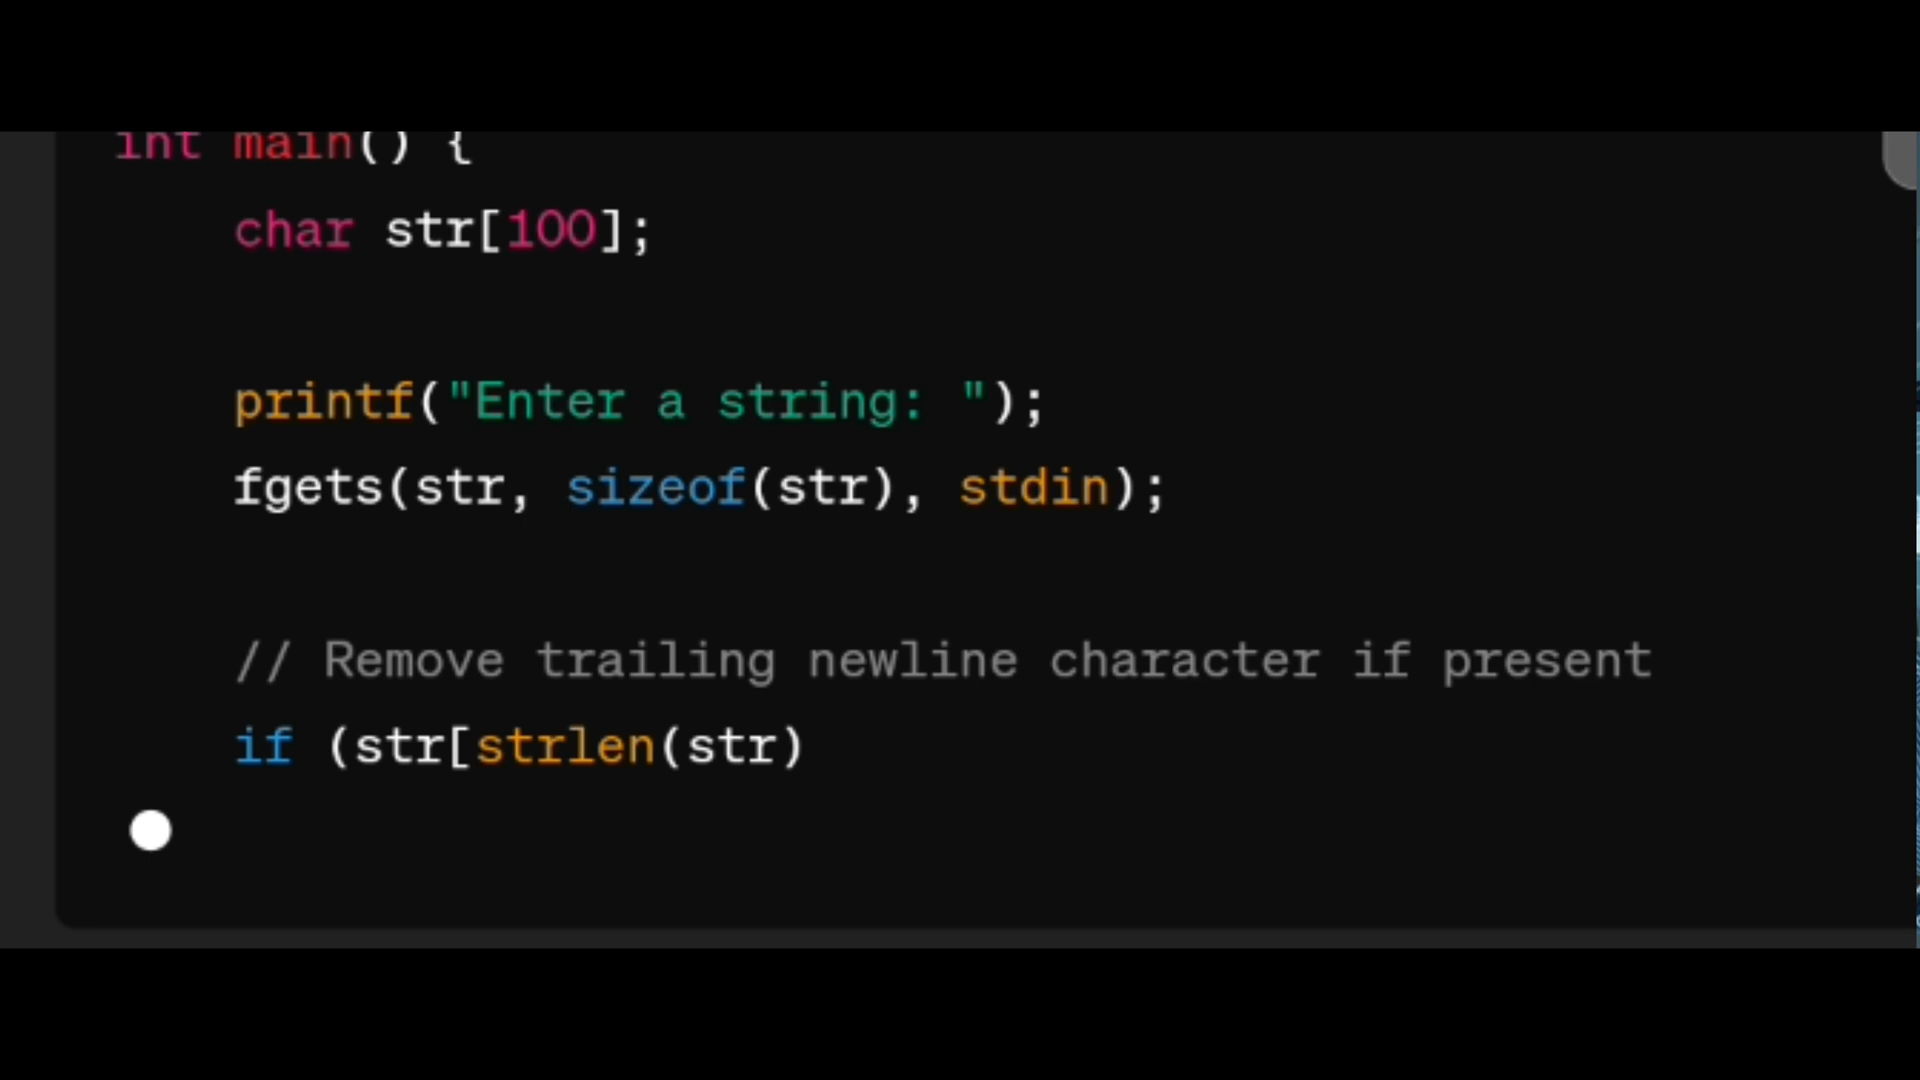 int main() {
char str[100];
printf("Enter a string: ");
fgets(str, sizeof(str), stdin);
// Remove trailing newline character if present
if (str[strlen(str)